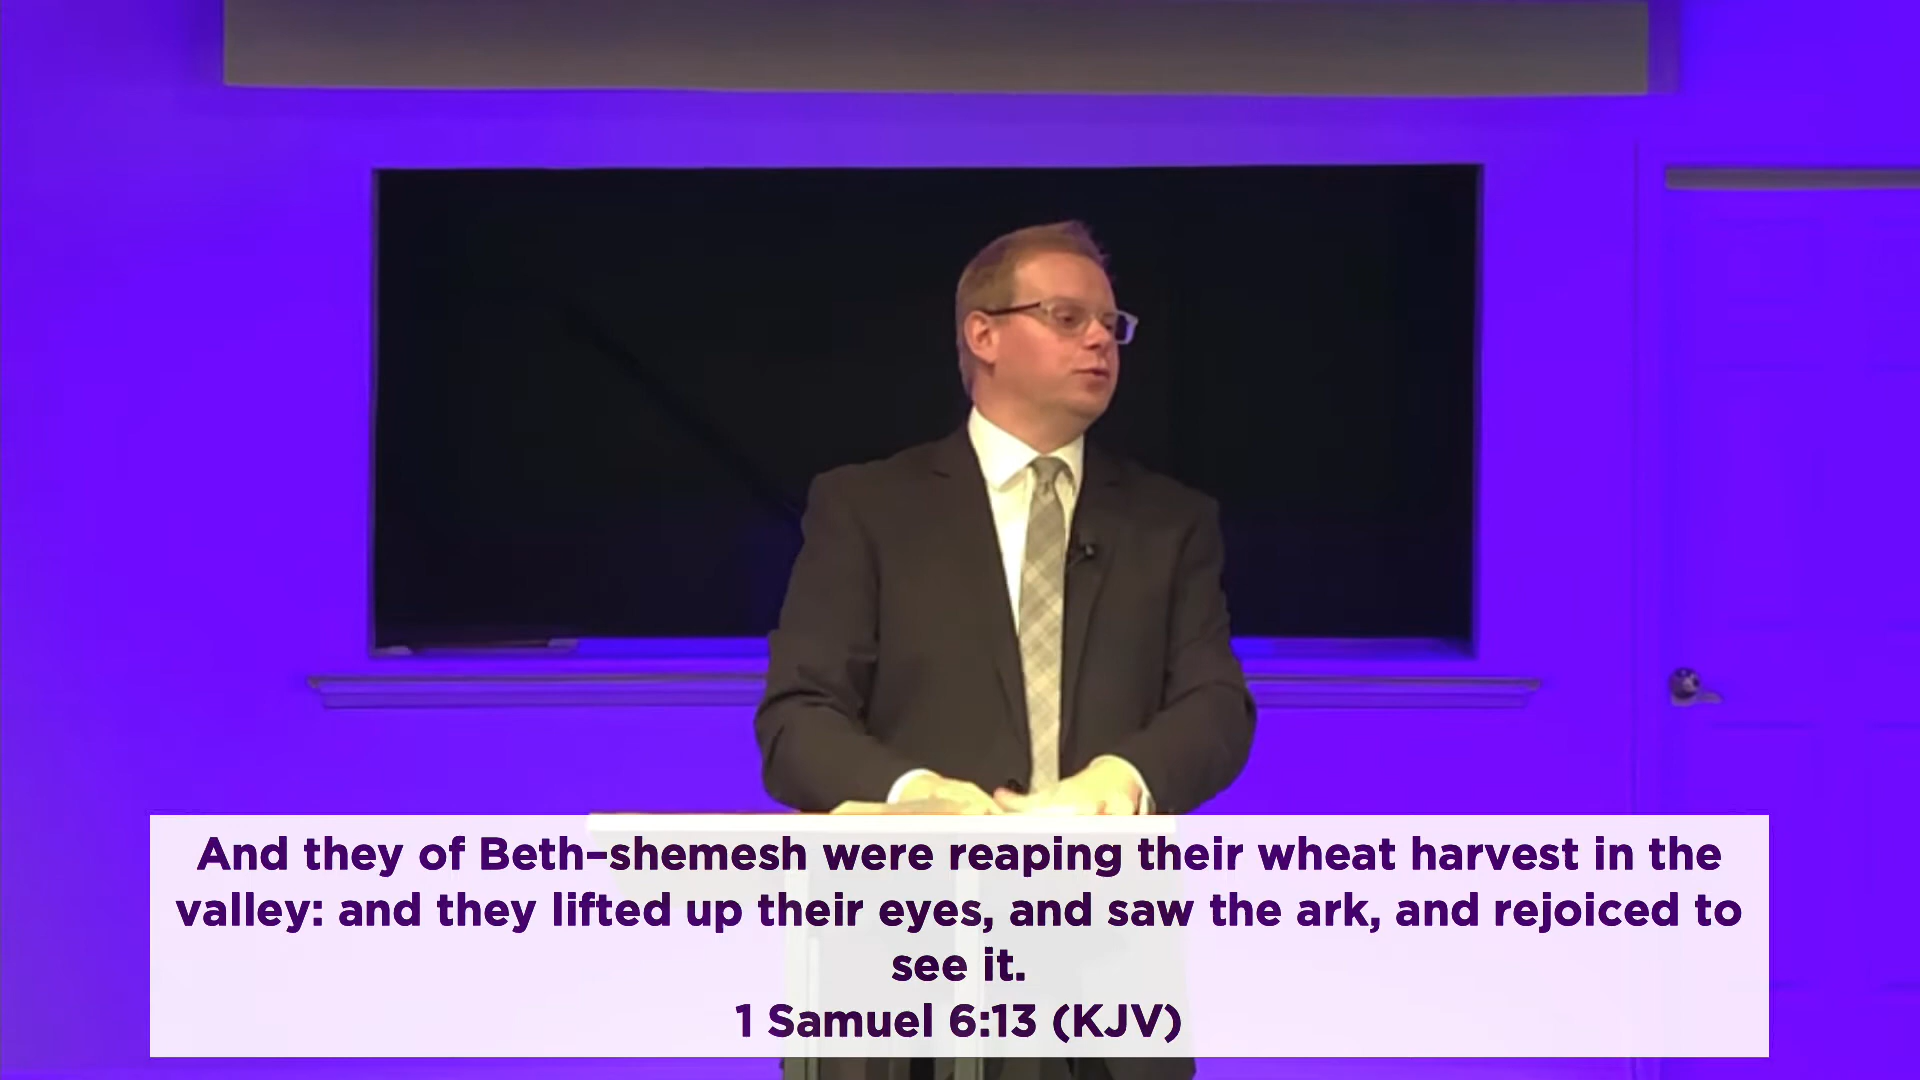 And they of Beth–shemesh were reaping their wheat harvest in the
valley: and they lifted up their eyes, and saw the ark, and rejoiced to
see it.
1 Samuel 6:13 (KJV)